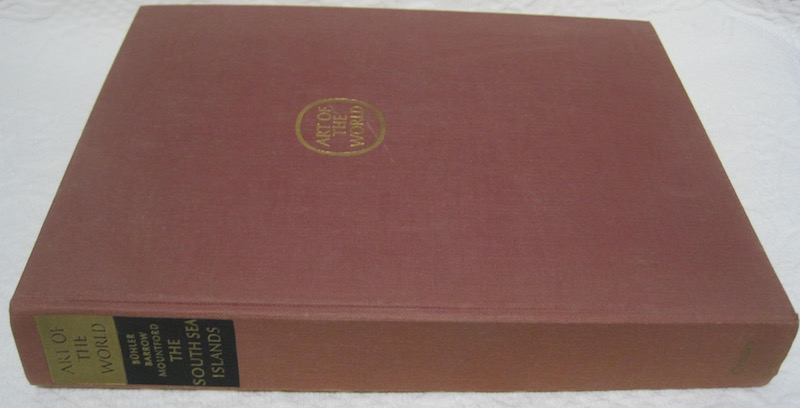 ART OF
THE
WORLD
ART OF
THE
WORLD
BÜHLER
BARROW
MOUNTFORD
THE
SOUTH SEA
ISLANDS